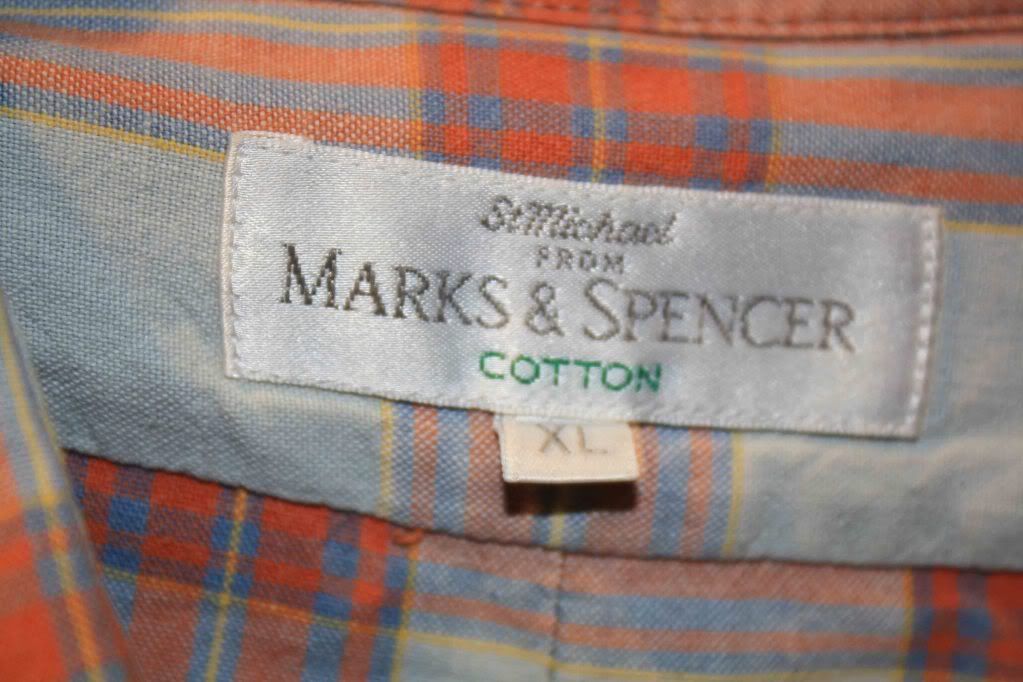 St Michael
FROM
MARKS & SPENCER
COTTON
XL